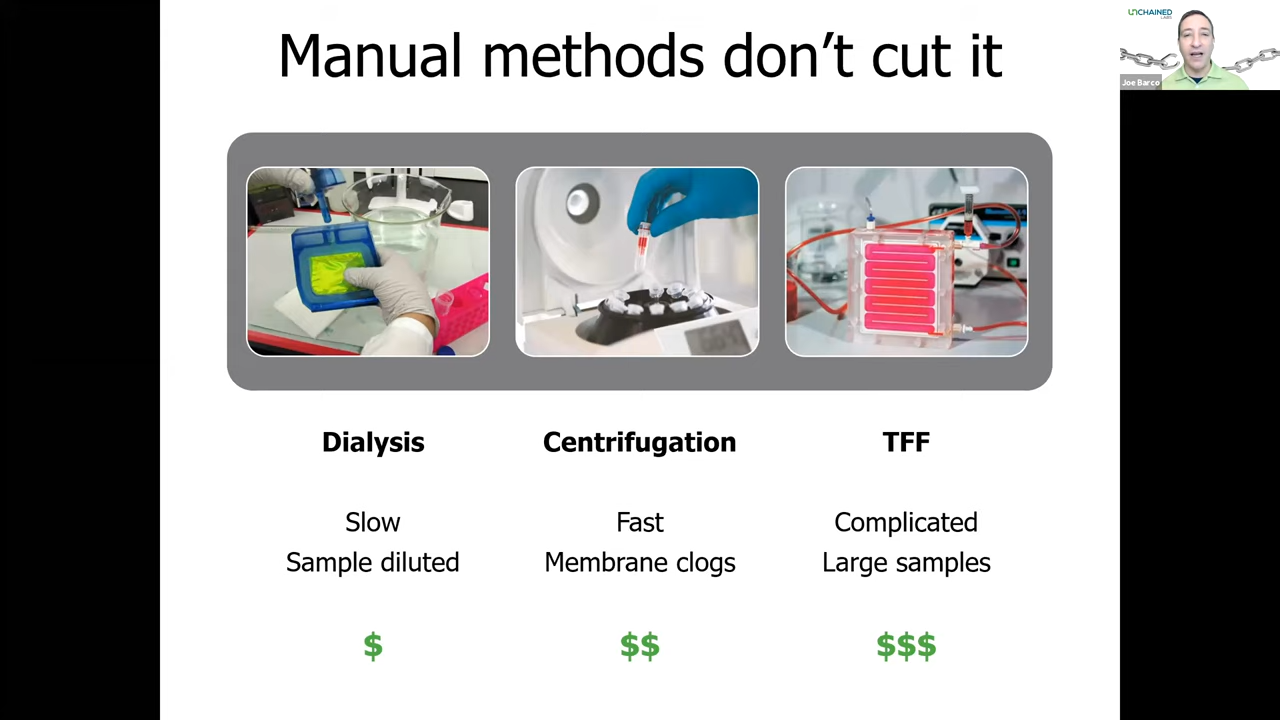 Manual methods don't cut it
UNCHAINED
LABS
Joe Barco
Dialysis
Centrifugation
TFF
Slow
Fast
Complicated
Sample diluted
Membrane clogs
Large samples
$
$$
$$$